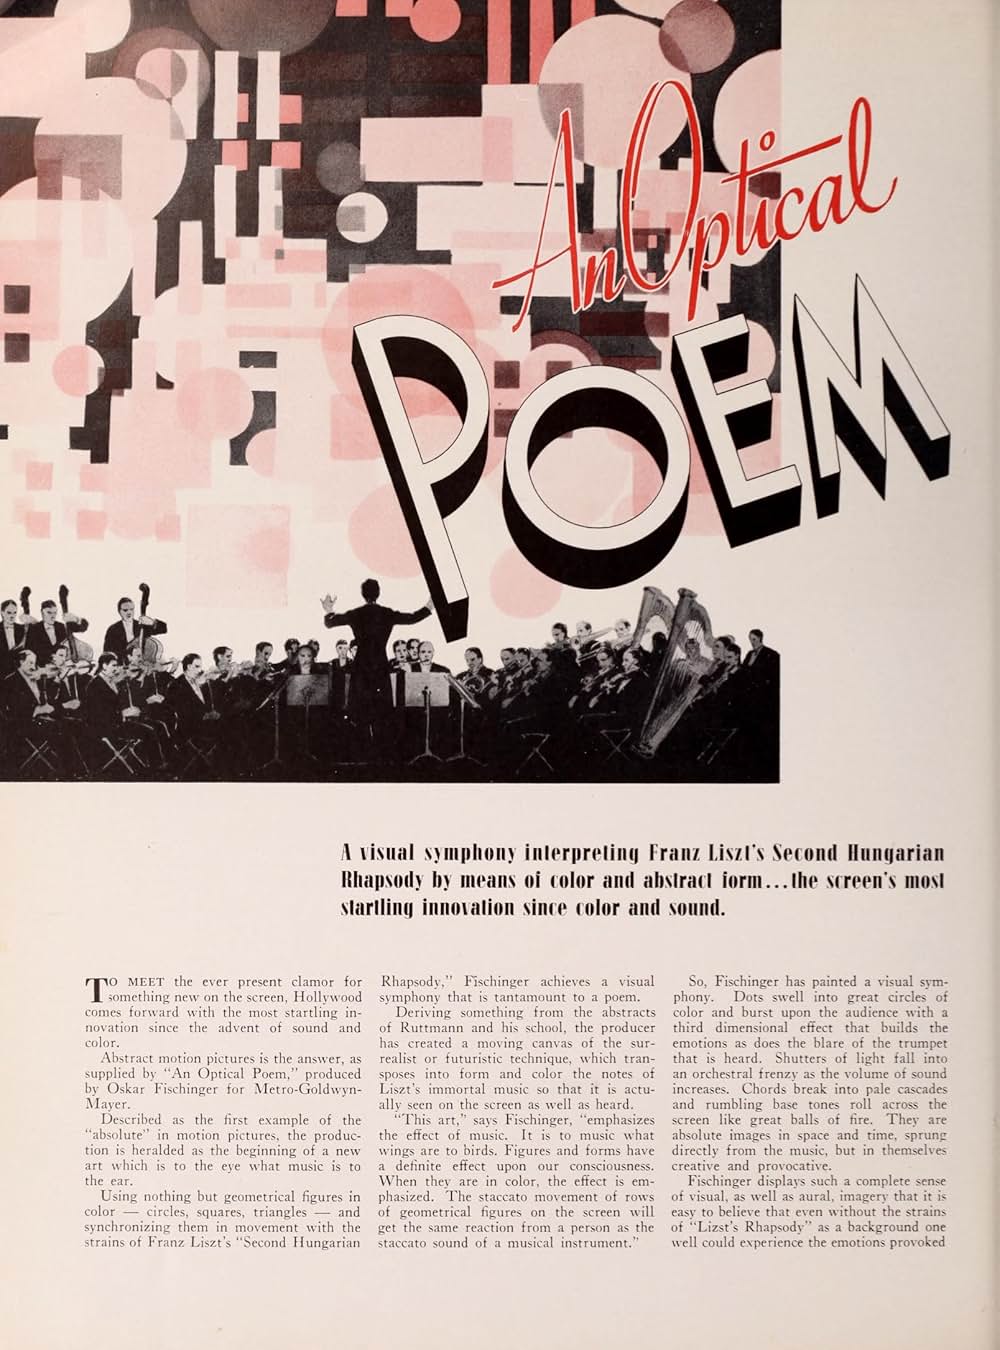 An Optical
POEM
A visual symphony interpreting Franz Liszt's Second Hungarian
Rhapsody by means of color and abstract form...the screen's most
startling innovation since color and sound.
TO MEET the ever present clamor for
something new on the screen, Hollywood
comes forward with the most startling in-
novation since the advent of sound and
color.
Abstract motion pictures is the answer, as
supplied by "An Optical Poem," produced
by Oskar Fischinger for Metro-Goldwyn-
Mayer.
Described as the first example of the
"absolute" in motion pictures, the produc-
tion is heralded as the beginning of a new
art which is to the eye what music is to
the ear.
Using nothing but geometrical figures in
color — circles, squares, triangles — and
synchronizing them in movement with the
strains of Franz Liszt's "Second Hungarian
Rhapsody," Fischinger achieves a visual
symphony that is tantamount to a poem.
Deriving something from the abstracts
of Ruttmann and his school, the producer
has created a moving canvas of the sur-
realist or futuristic technique, which tran-
sposes into form and color the notes of
Liszt's immortal music so that it is actu-
ally seen on the screen as well as heard.
"This art," says Fischinger, "emphasizes
the effect of music. It is to music what
wings are to birds. Figures and forms have
a definite effect upon our consciousness.
When they are in color, the effect is em-
phasized. The staccato movement of rows
of geometrical figures on the screen will
get the same reaction from a person as the
staccato sound of a musical instrument."
So, Fischinger has painted a visual sym-
phony. Dots swell into great circles of
color and burst upon the audience with a
third dimensional effect that builds the
emotions as does the blare of the trumpet
that is heard. Shutters of light fall into
an orchestral frenzy as the volume of sound
increases. Chords break into pale cascades
and rumbling base tones roll across the
screen like great balls of fire. They are
absolute images in space and time, sprung
directly from the music, but in themselves
creative and provocative.
Fischinger displays such a complete sense
of visual, as well as aural, imagery that it is
easy to believe that even without the strains
of "Lizst's Rhapsody" as a background one
well could experience the emotions provoked